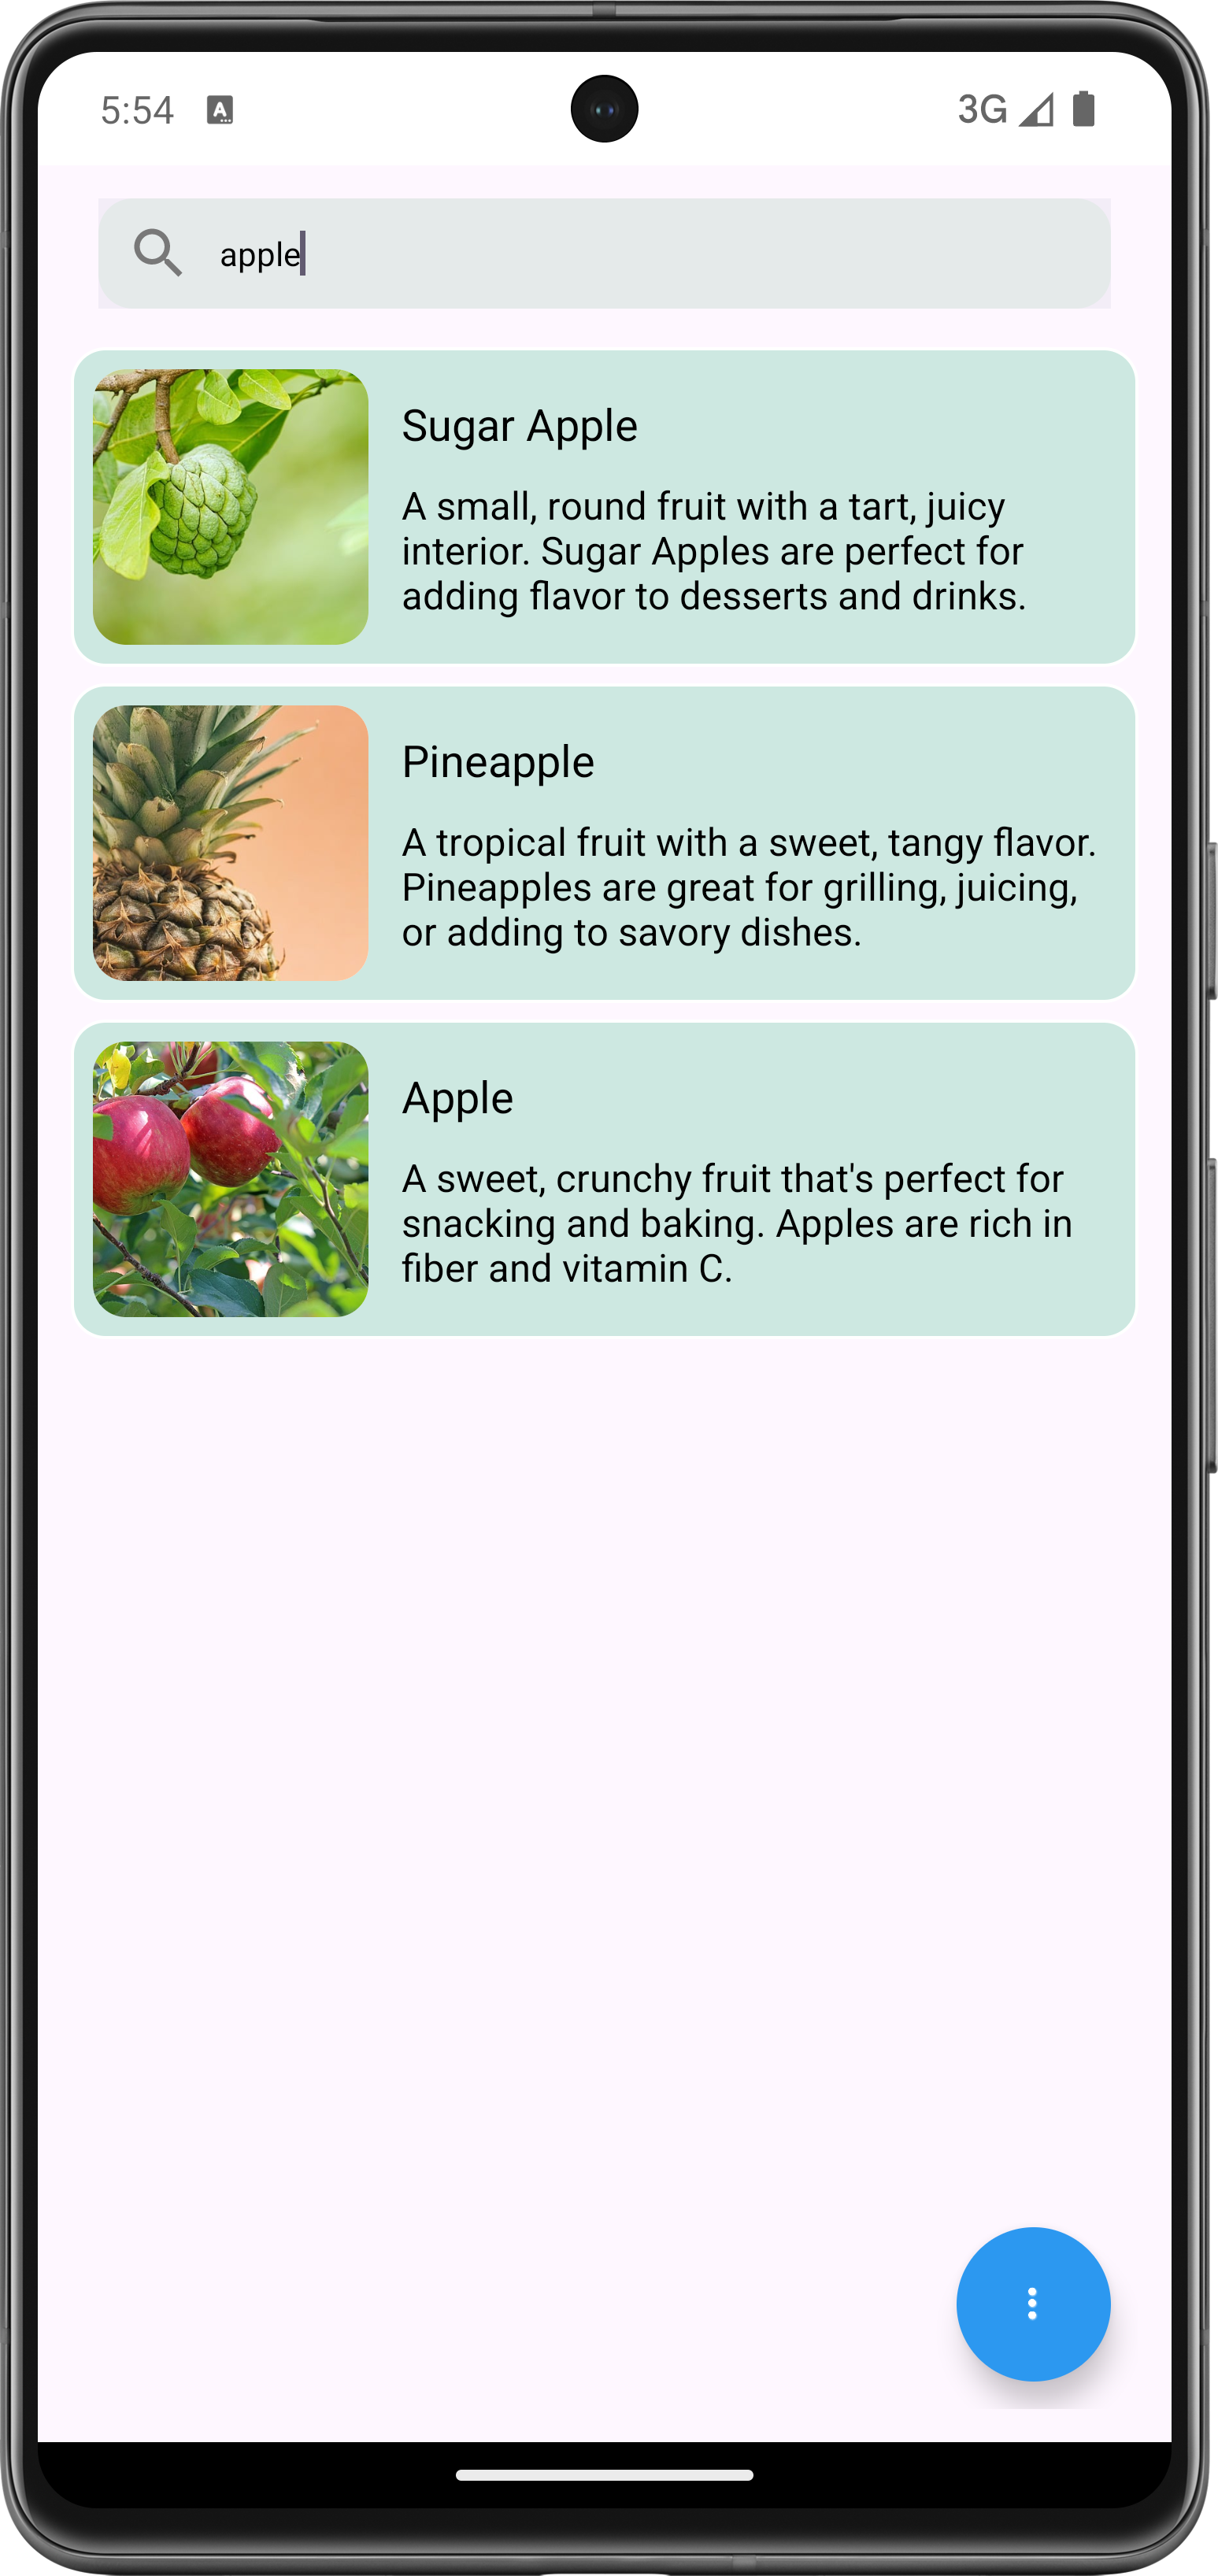 5:54
A
3G
apple
Sugar Apple
A small, round fruit with a tart, juicy
interior. Sugar Apples are perfect for
adding flavor to desserts and drinks.
Pineapple
A tropical fruit with a sweet, tangy flavor.
Pineapples are great for grilling, juicing,
or adding to savory dishes.
Apple
A sweet, crunchy fruit that's perfect for
snacking and baking. Apples are rich in
fiber and vitamin C.